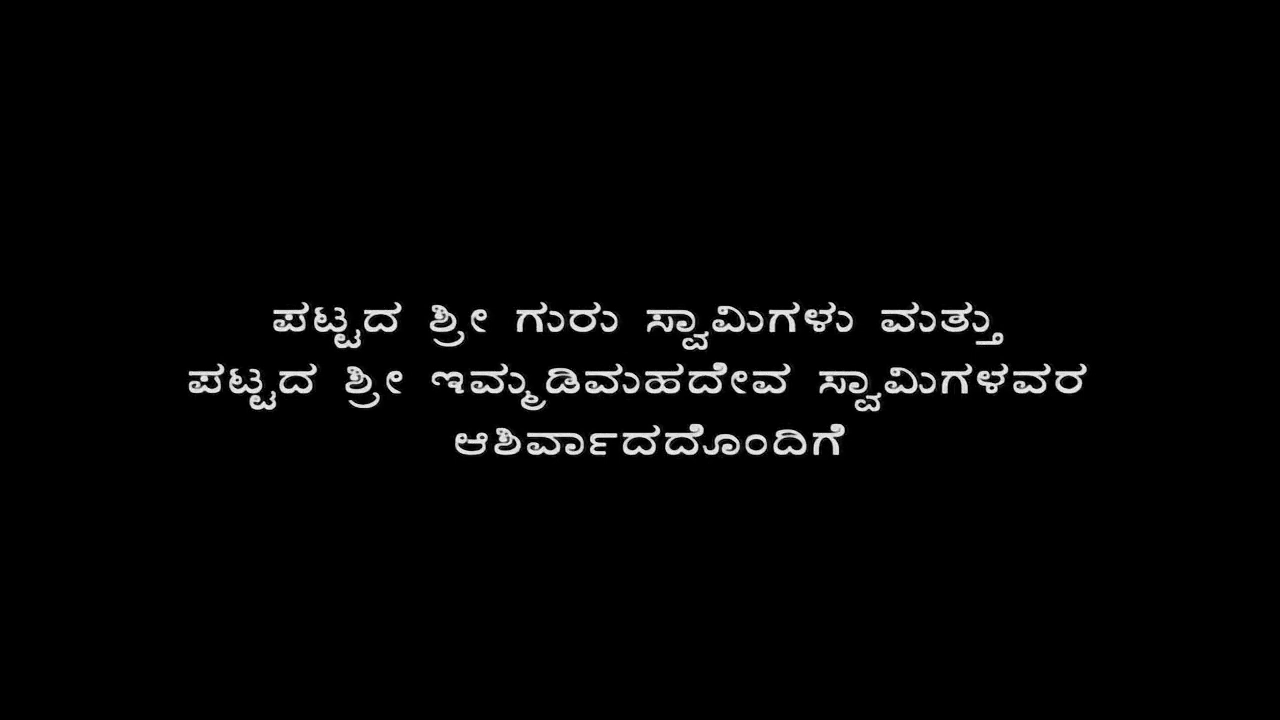 ಪಟ್ಟದ ಶ್ರೀ ಗುರು ಸ್ವಾಮಿಗಳು ಮತ್ತು
ಪಟ್ಟದ ಶ್ರೀ ಇಮ್ಮಡಿಮಹದೇವ ಸ್ವಾಮಿಗಳವರ
ಆಶಿರ್ವಾದದೊಂದಿಗೆ